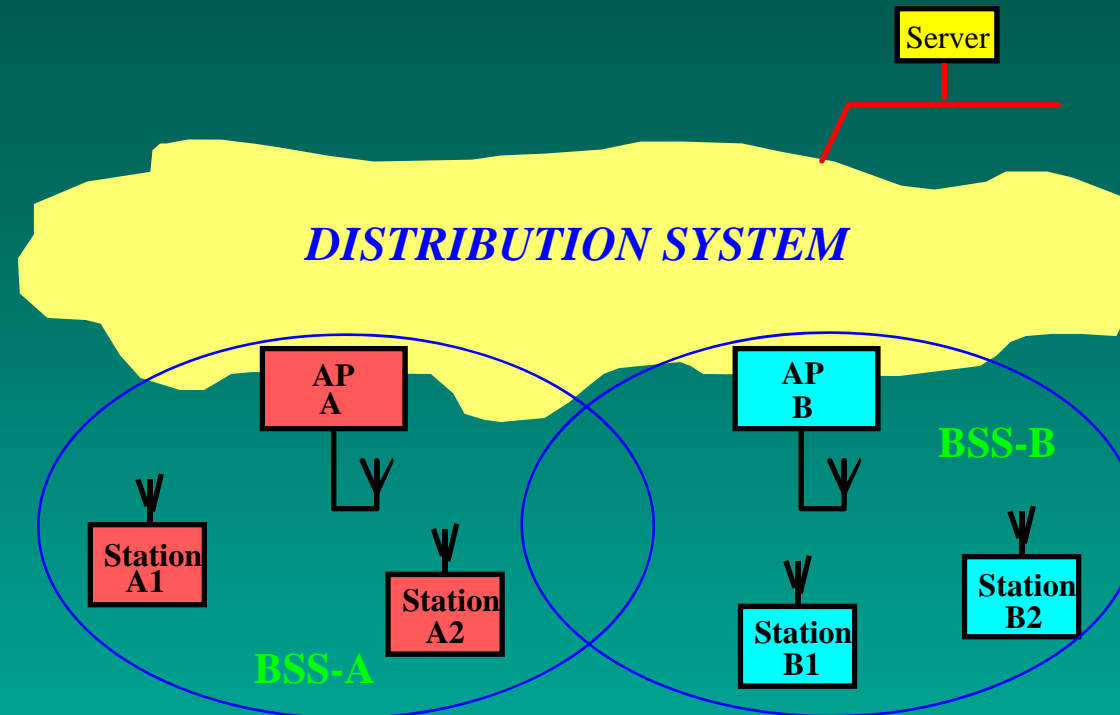 Server
DISTRIBUTION SYSTEM
AP
A
AP
B
BSS-B
Station
A1
Station
A2
Station
B1
Station
B2
BSS-A